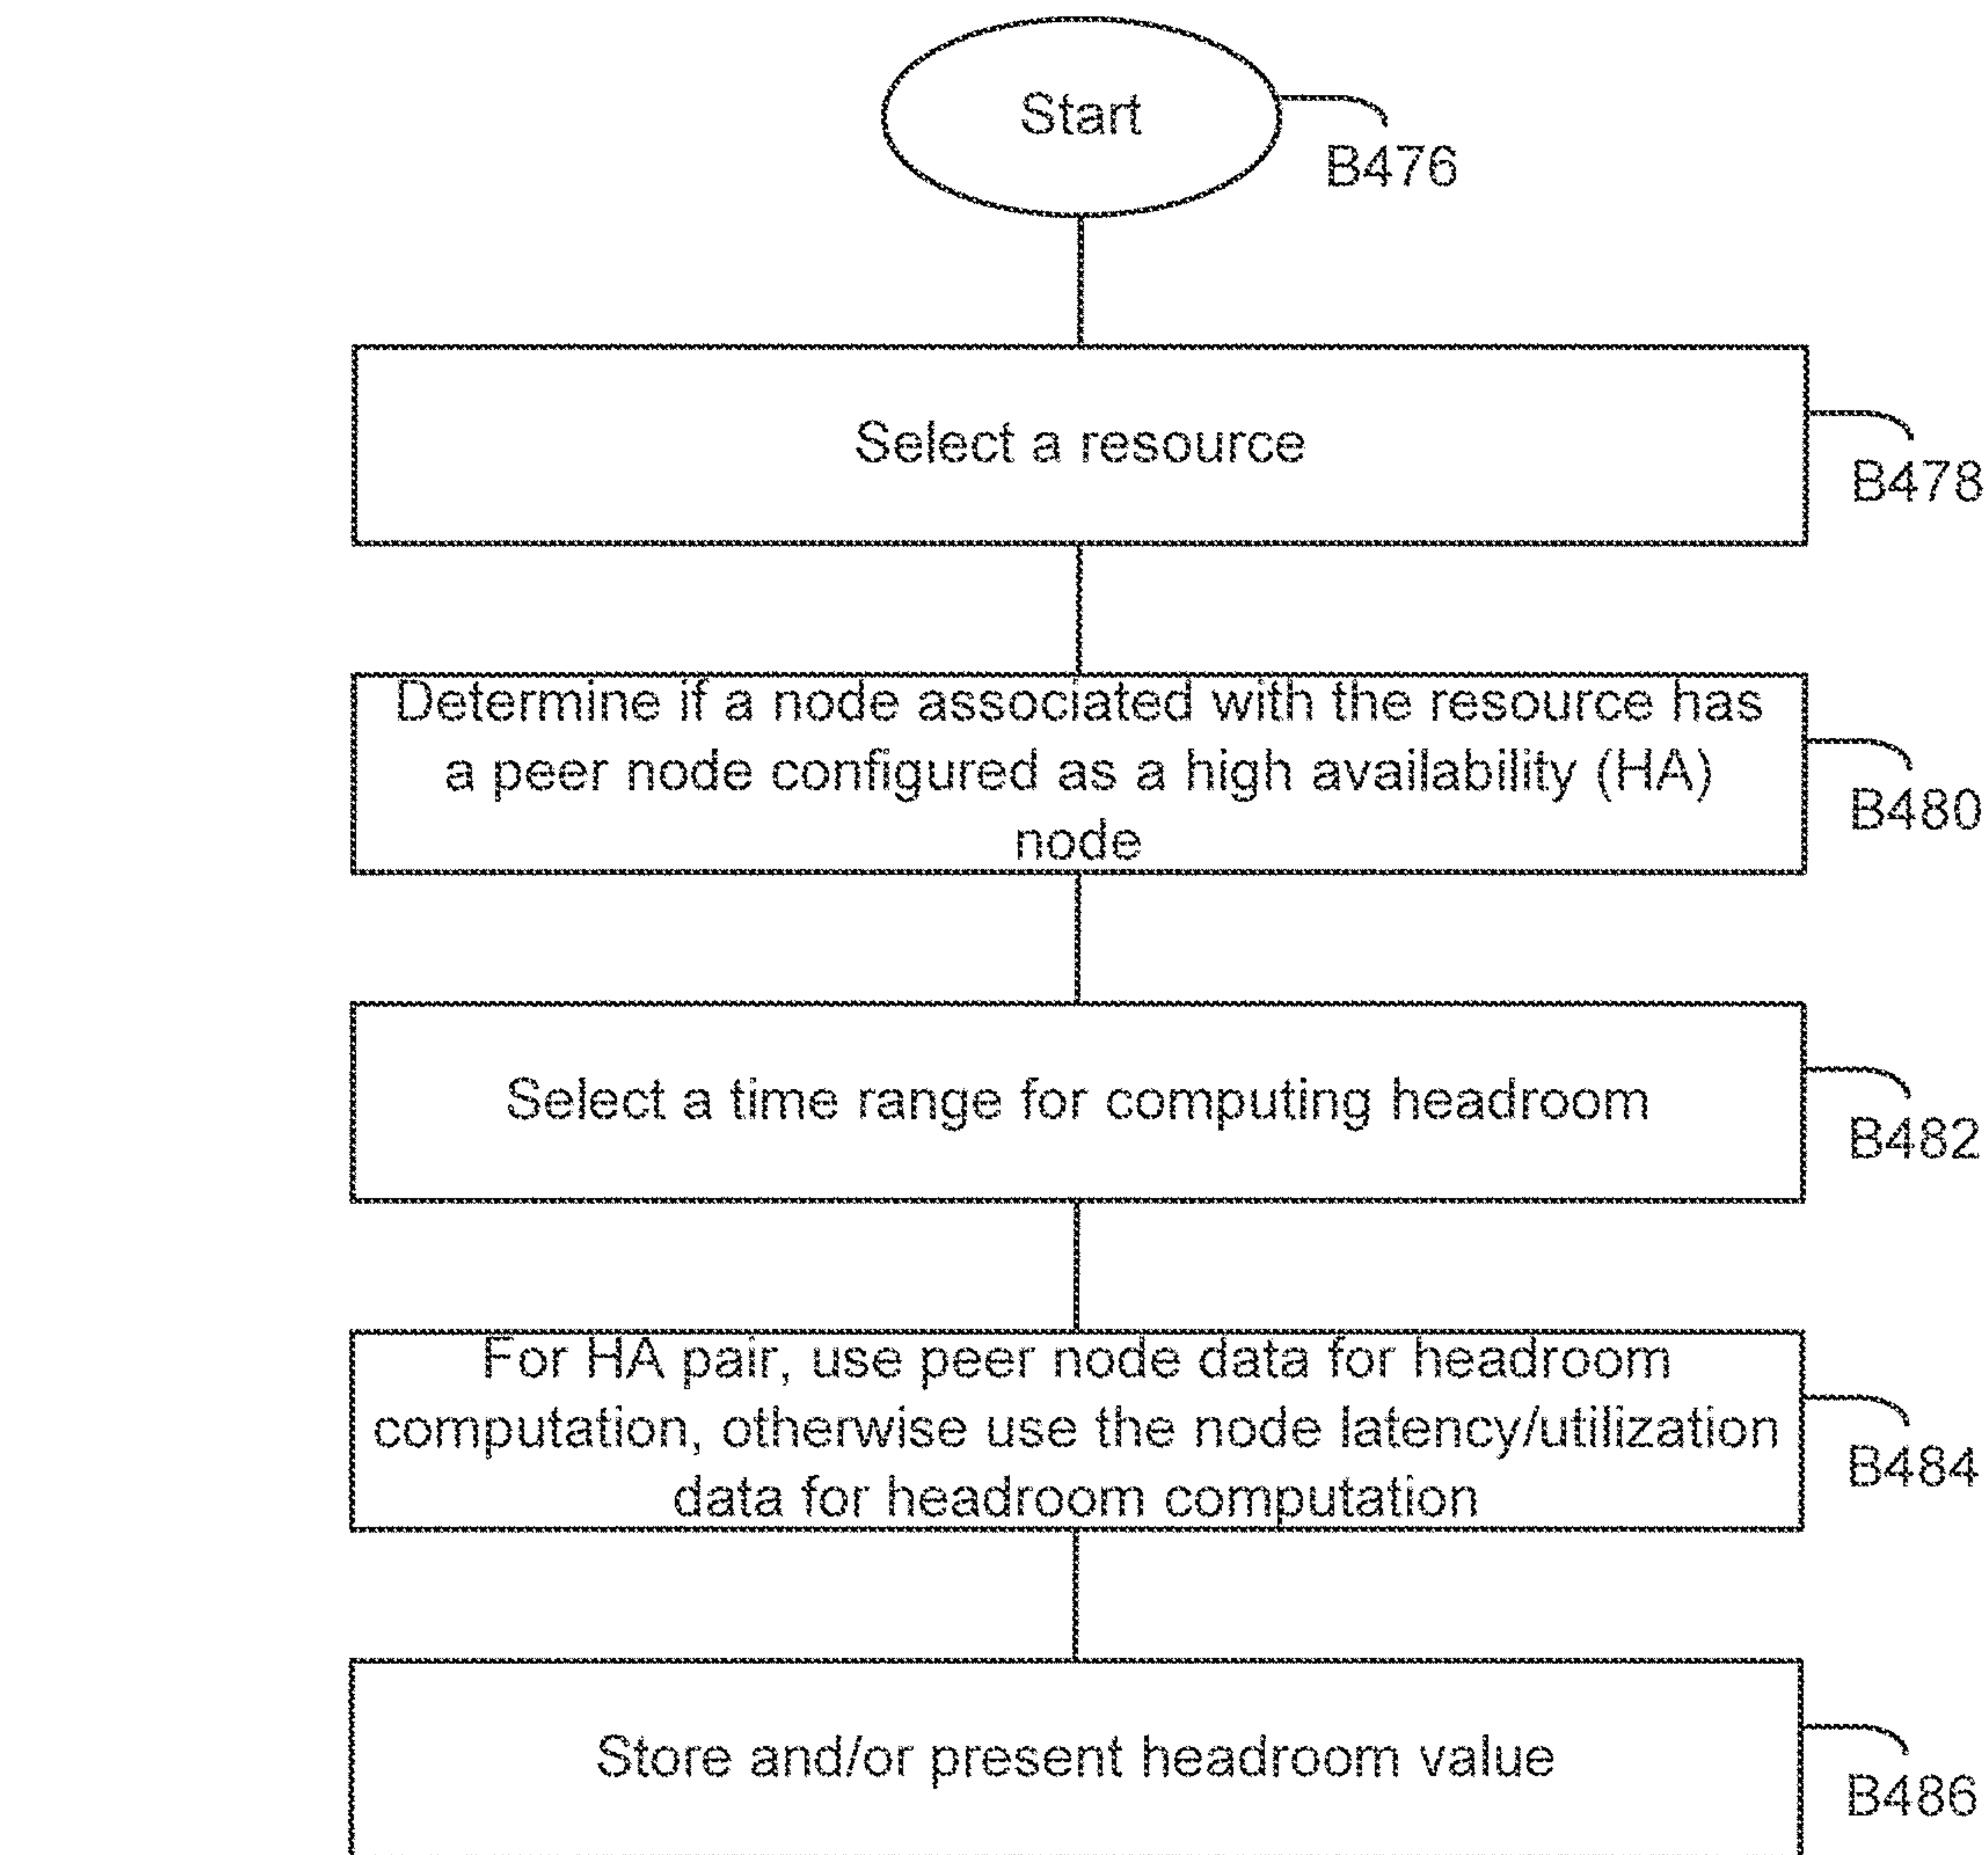 Start
B476
Select a resource
B478
Determine if a node associated with the resource has
a peer node configured as a high availability (HA)
node
B480
Select a time range for computing headroom
B482
For HA pair, use peer node data for headroom
computation, otherwise use the node latency/utilization
data for headroom computation
B484
Store and/or present headroom value
B486